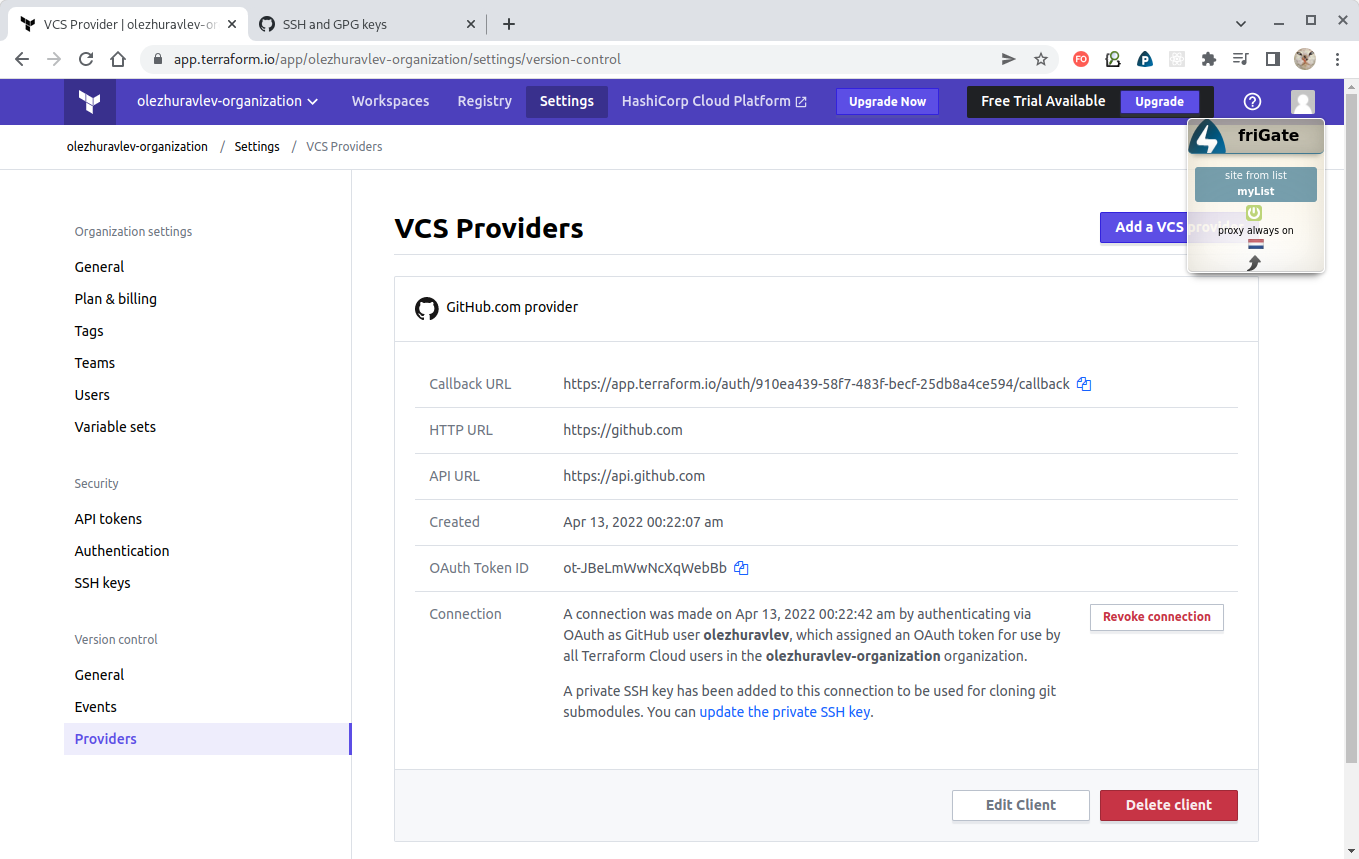 VCS Provider | olezhuravlev-or
SSH and GPG keys
app.terraform.io/app/olezhuravlev-organization/settings/version-control
FO
olezhuravlev-organization
Workspaces
Registry
Settings
HashiCorp Cloud Platform
Upgrade Now
Free Trial Available
Upgrade
olezhuravlev-organization / Settings / VCS Providers
friGate
site from list
myList
proxy always on
Organization settings
General
Plan & billing
Tags
Teams
Users
Variable sets
Security
API tokens
Authentication
SSH keys
Version control
General
Events
Providers
VCS Providers
Add a VCS provider
GitHub.com provider
Callback URL
https://app.terraform.io/auth/910ea439-58f7-483f-becf-25db8a4ce594/callback
HTTP URL
https://github.com
API URL
https://api.github.com
Created
Apr 13, 2022 00:22:07 am
OAuth Token ID
ot-JBeLmWwNcXqWebBb
Connection
A connection was made on Apr 13, 2022 00:22:42 am by authenticating via
OAuth as GitHub user olezhuravlev, which assigned an OAuth token for use by
all Terraform Cloud users in the olezhuravlev-organization organization.
Revoke connection
A private SSH key has been added to this connection to be used for cloning git
submodules. You can update the private SSH key.
Edit Client
Delete client